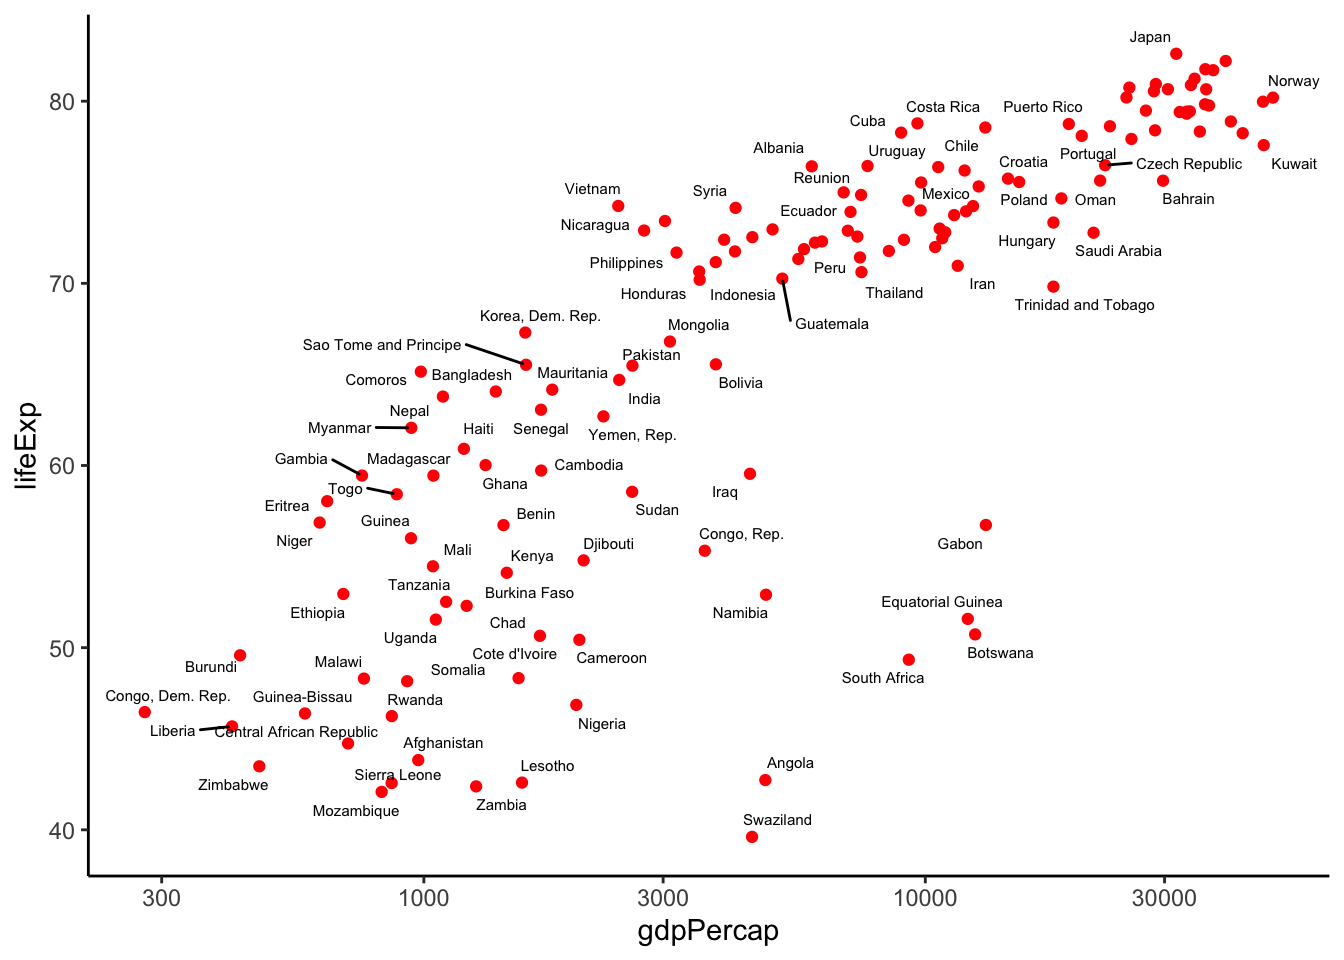 Japan
80
Norway
Costa Rica
Puerto Rico
Cuba
Albania
Uruguay
Chile
Portugal
Croatia
Czech Republic
Kuwait
Vietnam
Syria
Reunion
Mexico
Poland
Oman
Bahrain
Nicaragua
Ecuador
Hungary
Saudi Arabia
Philippines
Peru
70
Honduras
Indonesia
Thailand
Iran
Trinidad and Tobago
Korea, Dem. Rep.
Mongolia
Guatemala
Sao Tome and Principe
Pakistan
Comoros
Bangladesh
Mauritania
Bolivia
Nepal
India
Myanmar
Haiti
Senegal
Yemen, Rep.
Gambia
Madagascar
Cambodia
60
Togo
Ghana
Iraq
Eritrea
Sudan
Niger
Guinea
Benin
Congo, Rep.
Gabon
Mali
Kenya
Djibouti
Tanzania
Burkina Faso
Ethiopia
Namibia
Equatorial Guinea
Uganda
Chad
50
Burundi
Malawi
Somalia
Cote d'Ivoire
Cameroon
Botswana
South Africa
Congo, Dem. Rep.
Guinea-Bissau
Rwanda
Liberia
Central African Republic
Nigeria
Afghanistan
Zimbabwe
Sierra Leone
Lesotho
Angola
Mozambique
Zambia
Swaziland
40
lifeExp
300
1000
3000
10000
30000
gdpPercap